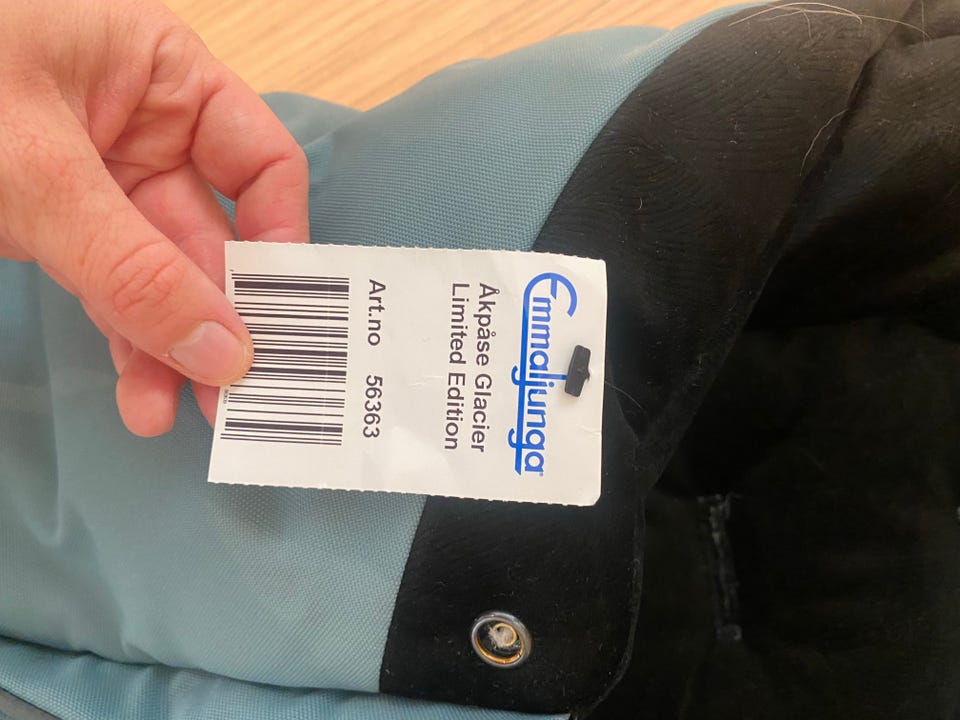 Emmaljunga
Åkpåse Glacier
Limited Edition
Art.no 56363